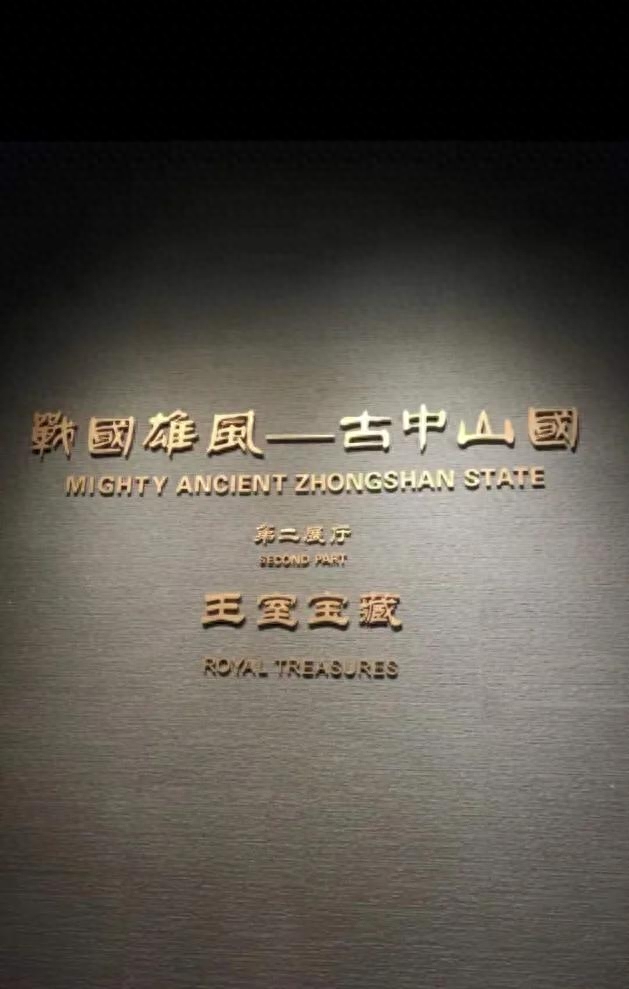 戰國雄風——古中山國
MIGHTY ANCIENT ZHONGSHAN STATE
第二展厅
SECOND PART
王室宝藏
ROYAL TREASURES